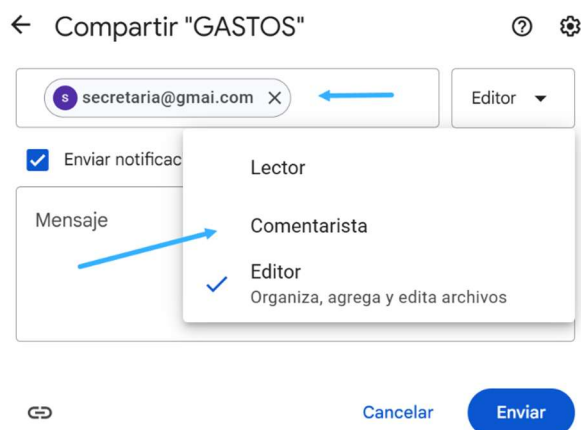 Compartir "GASTOS"
s secretaria@gmai.com
Editor
Enviar notificac
Lector
Mensaje
Comentarista
Editor
Organiza, agrega y edita archivos
Cancelar
Enviar